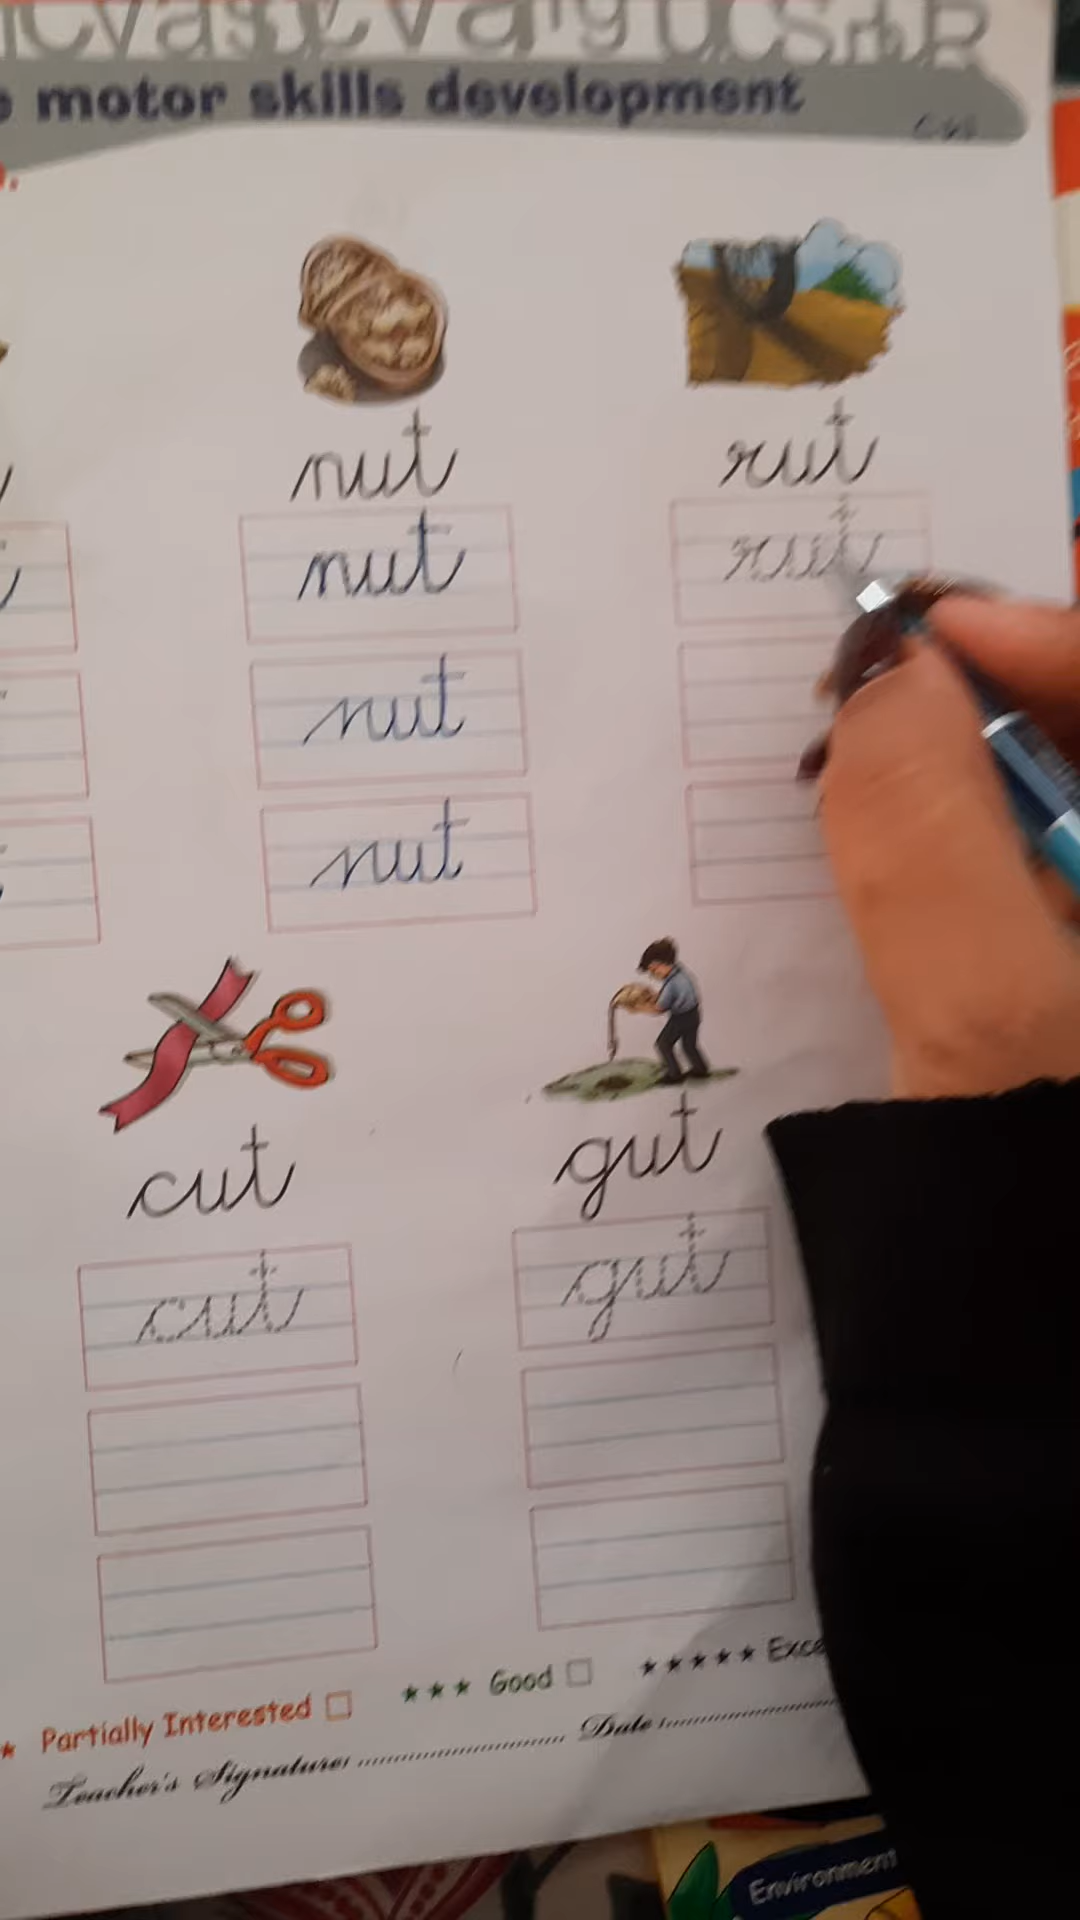 motor skills development
nut rut
nut rut
nut
nut
cut gut
cut gut
★ Partially Interested ★★★ Good ★★★★★
Teacher's Signature: Date :
Environment